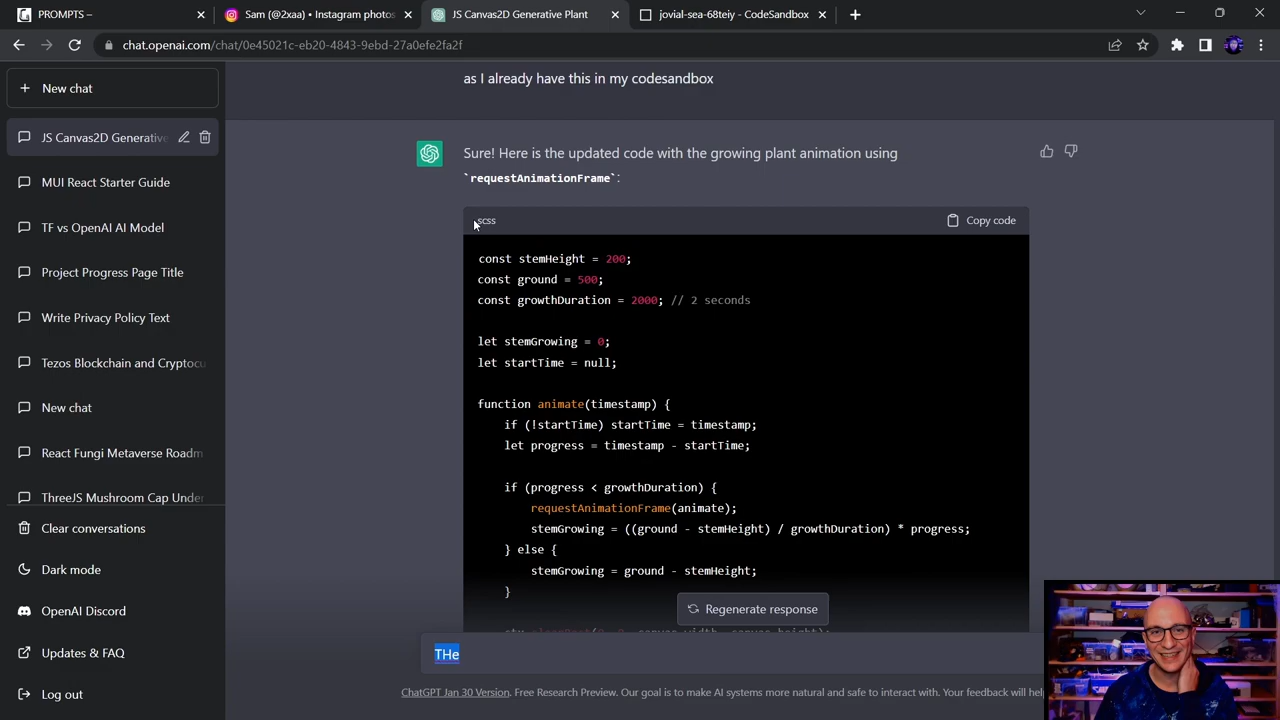 PROMPTS –
Sam (@2xaa) • Instagram photos
JS Canvas2D Generative Plant
jovial-sea-68teiy - CodeSandbox
chat.openai.com/chat/0e45021c-eb20-4843-9ebd-27a0efe2fa2f
New chat
JS Canvas2D Generative
MUI React Starter Guide
TF vs OpenAI AI Model
Project Progress Page Title
Write Privacy Policy Text
Tezos Blockchain and Cryptocu
New chat
React Fungi Metaverse Roadm
ThreeJS Mushroom Cap Under
Clear conversations
Dark mode
OpenAI Discord
Updates & FAQ
Log out
as I already have this in my codesandbox
Sure! Here is the updated code with the growing plant animation using
`requestAnimationFrame`:
scss
Copy code
const stemHeight = 200;
const ground = 500;
const growthDuration = 2000; // 2 seconds
let stemGrowing = 0;
let startTime = null;
function animate(timestamp) {
if (!startTime) startTime = timestamp;
let progress = timestamp - startTime;
if (progress < growthDuration) {
requestAnimationFrame(animate);
stemGrowing = ((ground - stemHeight) / growthDuration) * progress;
} else {
stemGrowing = ground - stemHeight;
}
Regenerate response
THe
ChatGPT Jan 30 Version. Free Research Preview. Our goal is to make AI systems more natural and safe to interact with. Your feedback will hel